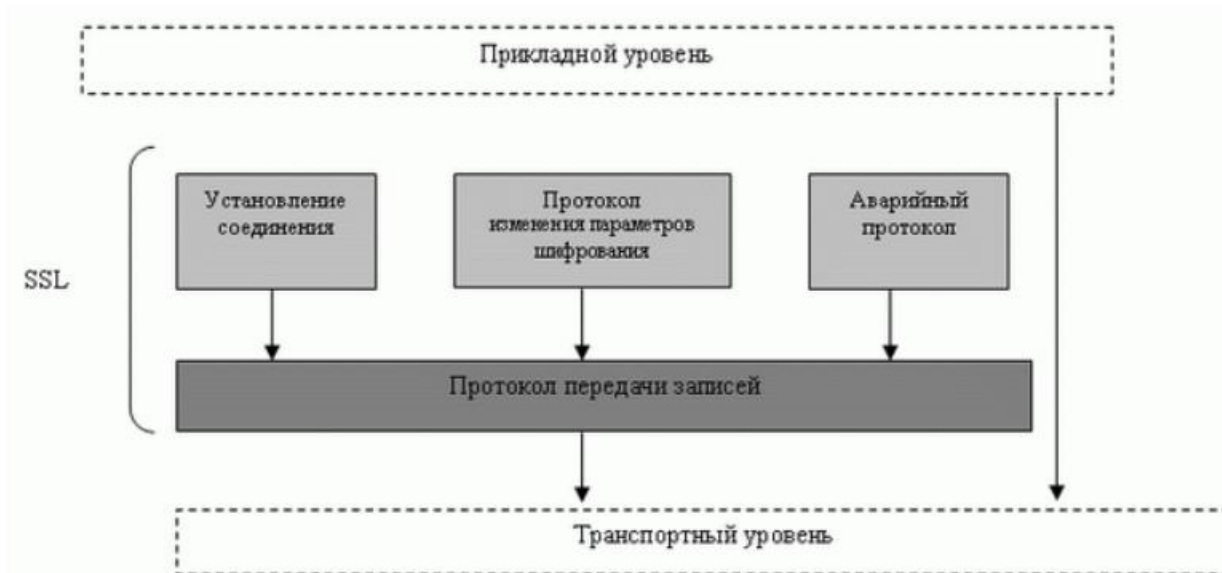 Прикладной уровень
Установление
соединения
Протокол
изменения параметров
шифрования
Аварийный
протокол
SSL
Протокол передачи записей
Транспортный уровень